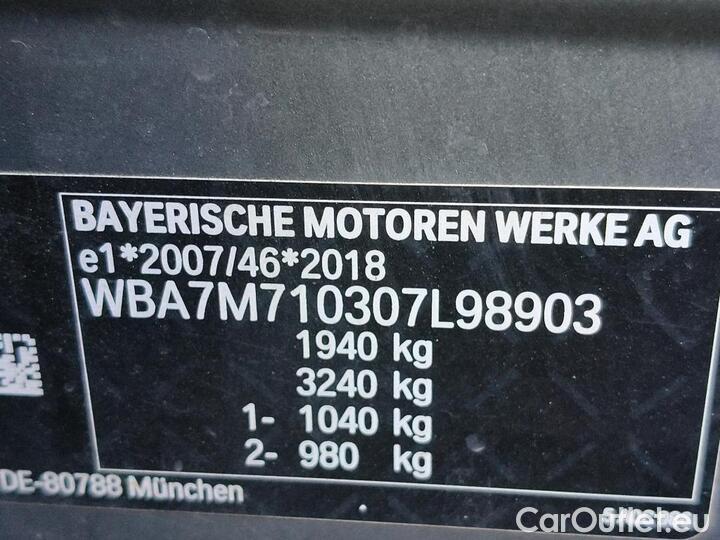 BAYERISCHE MOTOREN WERKE AG
e1*2007/46*2018
WBA7M710307L98903
1940 kg
3240 kg
1- 1040 kg
2- 980 kg
DE-80788 München
CarOutlet.eu